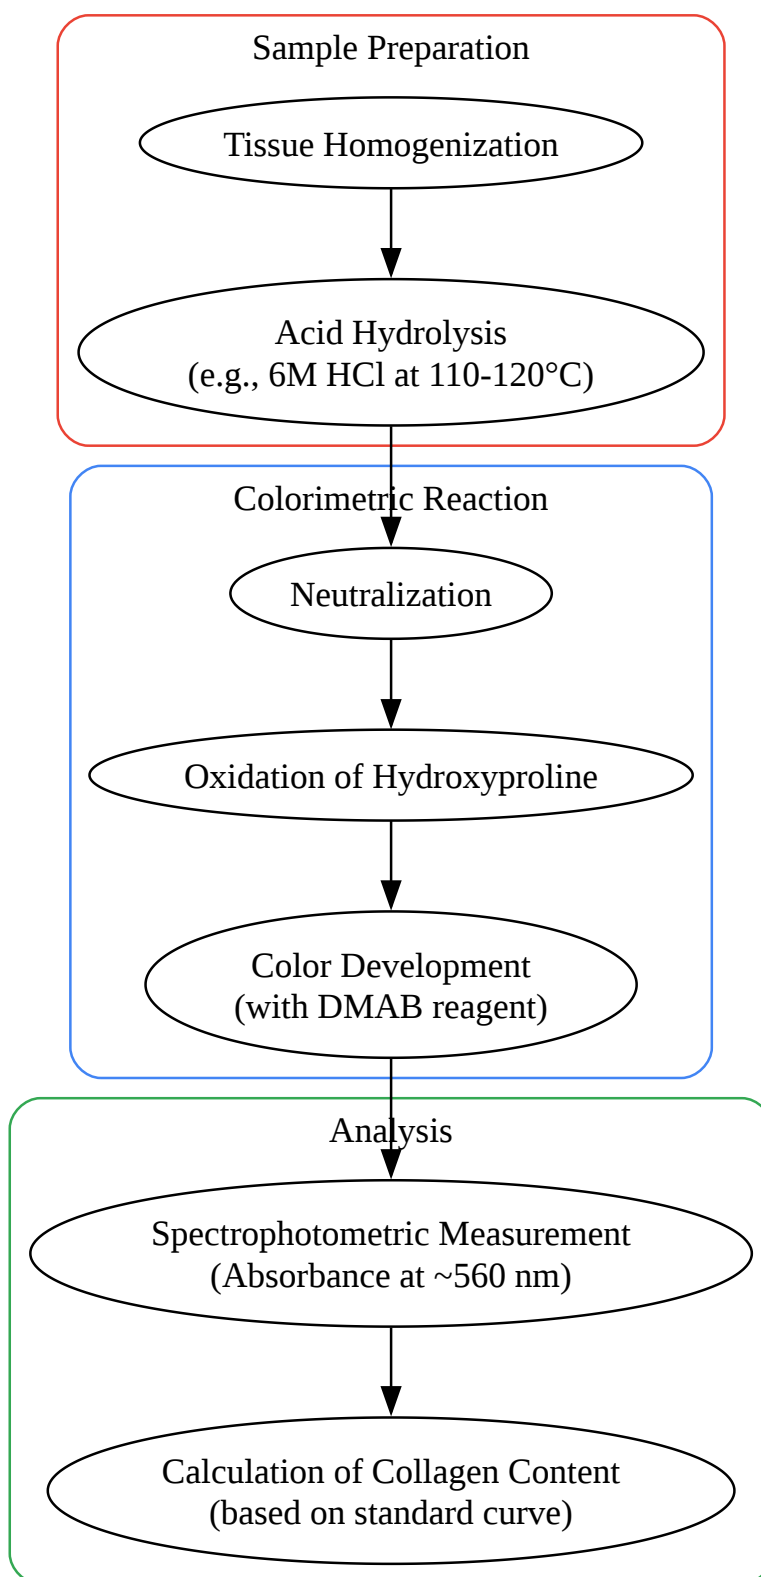 Sample Preparation
Tissue Homogenization
Acid Hydrolysis
(e.g., 6M HCl at 110-120°C)
Colorimetric Reaction
Neutralization
Oxidation of Hydroxyproline
Color Development
(with DMAB reagent)
Analysis
Spectrophotometric Measurement
(Absorbance at ~560 nm)
Calculation of Collagen Content
(based on standard curve)